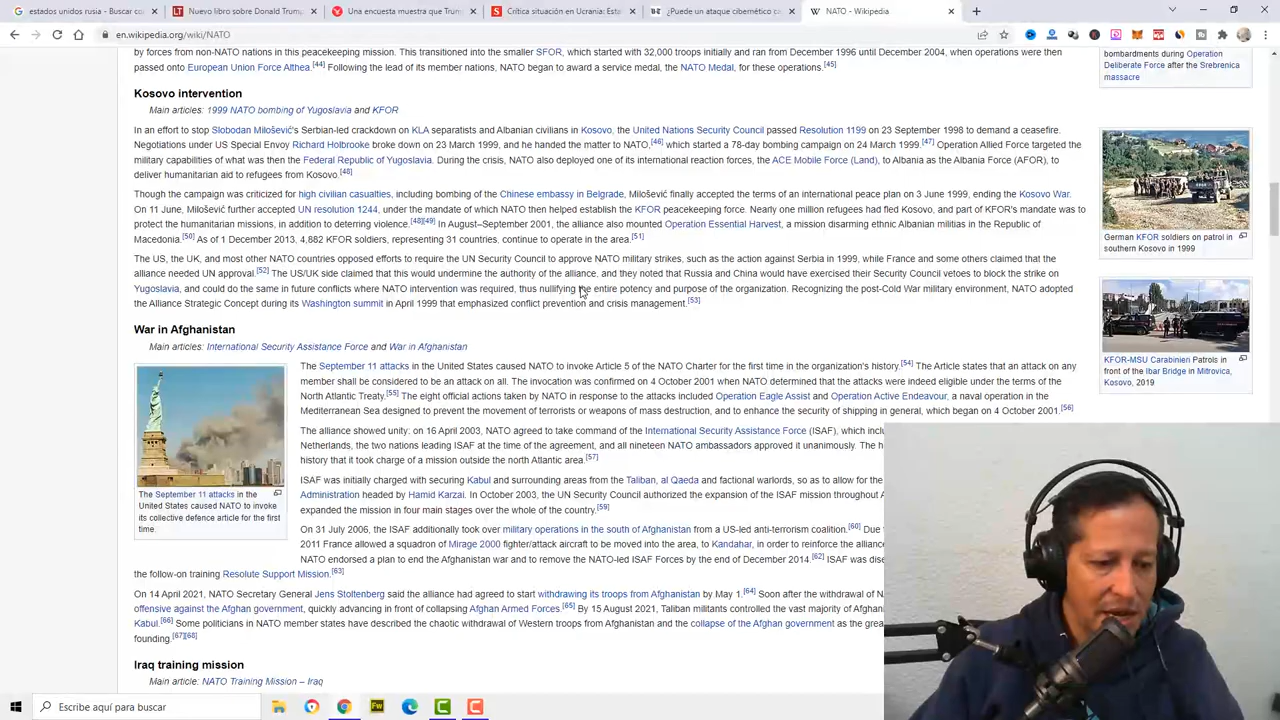 estados unidos rusia - Buscar co
Nuevo libro sobre Donald Trump
Una encuesta muestra que Trum
Crítica situación en Ucrania: Esta
¿Puede un ataque cibernético ca
NATO - Wikipedia
en.wikipedia.org/wiki/NATO
by forces from non-NATO nations in this peacekeeping mission. This transitioned into the smaller SFOR, which started with 32,000 troops initially and ran from December 1996 until December 2004, when operations were then
passed onto European Union Force Althea.[44] Following the lead of its member nations, NATO began to award a service medal, the NATO Medal, for these operations.[45]
bombardments during Operation
Deliberate Force after the Srebrenica
massacre
Kosovo intervention
Main articles: 1999 NATO bombing of Yugoslavia and KFOR
In an effort to stop Slobodan Milošević's Serbian-led crackdown on KLA separatists and Albanian civilians in Kosovo, the United Nations Security Council passed Resolution 1199 on 23 September 1998 to demand a ceasefire.
Negotiations under US Special Envoy Richard Holbrooke broke down on 23 March 1999, and he handed the matter to NATO,[46] which started a 78-day bombing campaign on 24 March 1999.[47] Operation Allied Force targeted the
military capabilities of what was then the Federal Republic of Yugoslavia. During the crisis, NATO also deployed one of its international reaction forces, the ACE Mobile Force (Land), to Albania as the Albania Force (AFOR), to
deliver humanitarian aid to refugees from Kosovo.[48]
Though the campaign was criticized for high civilian casualties, including bombing of the Chinese embassy in Belgrade, Milošević finally accepted the terms of an international peace plan on 3 June 1999, ending the Kosovo War.
On 11 June, Milošević further accepted UN resolution 1244, under the mandate of which NATO then helped establish the KFOR peacekeeping force. Nearly one million refugees had fled Kosovo, and part of KFOR's mandate was to
protect the humanitarian missions, in addition to deterring violence.[48][49] In August–September 2001, the alliance also mounted Operation Essential Harvest, a mission disarming ethnic Albanian militias in the Republic of
Macedonia.[50] As of 1 December 2013, 4,882 KFOR soldiers, representing 31 countries, continue to operate in the area.[51]
The US, the UK, and most other NATO countries opposed efforts to require the UN Security Council to approve NATO military strikes, such as the action against Serbia in 1999, while France and some others claimed that the
alliance needed UN approval.[52] The US/UK side claimed that this would undermine the authority of the alliance, and they noted that Russia and China would have exercised their Security Council vetoes to block the strike on
Yugoslavia, and could do the same in future conflicts where NATO intervention was required, thus nullifying the entire potency and purpose of the organization. Recognizing the post-Cold War military environment, NATO adopted
the Alliance Strategic Concept during its Washington summit in April 1999 that emphasized conflict prevention and crisis management.[53]
German KFOR soldiers on patrol in
southern Kosovo in 1999
KFOR-MSU Carabinien Patrols in
front of the Ibar Bridge in Mitrovica,
Kosovo, 2019
War in Afghanistan
Main articles: International Security Assistance Force and War in Afghanistan
The September 11 attacks in the
United States caused NATO to invoke
its collective defence article for the first
time.
The September 11 attacks in the United States caused NATO to invoke Article 5 of the NATO Charter for the first time in the organization's history.[54] The Article states that an attack on any
member shall be considered to be an attack on all. The invocation was confirmed on 4 October 2001 when NATO determined that the attacks were indeed eligible under the terms of the
North Atlantic Treaty.[55] The eight official actions taken by NATO in response to the attacks included Operation Eagle Assist and Operation Active Endeavour, a naval operation in the
Mediterranean Sea designed to prevent the movement of terrorists or weapons of mass destruction, and to enhance the security of shipping in general, which began on 4 October 2001.[56]
The alliance showed unity: on 16 April 2003, NATO agreed to take command of the International Security Assistance Force (ISAF), which inclu
Netherlands, the two nations leading ISAF at the time of the agreement, and all nineteen NATO ambassadors approved it unanimously. The h
history that it took charge of a mission outside the north Atlantic area.[57]
ISAF was initially charged with securing Kabul and surrounding areas from the Taliban, al Qaeda and factional warlords, so as to allow for the
Administration headed by Hamid Karzai. In October 2003, the UN Security Council authorized the expansion of the ISAF mission throughout A
expanded the mission in four main stages over the whole of the country.[59]
On 31 July 2006, the ISAF additionally took over military operations in the south of Afghanistan from a US-led anti-terrorism coalition.[60] Due
2011 France allowed a squadron of Mirage 2000 fighter/attack aircraft to be moved into the area, to Kandahar, in order to reinforce the alliance
NATO endorsed a plan to end the Afghanistan war and to remove the NATO-led ISAF Forces by the end of December 2014.[62] ISAF was dise
the follow-on training Resolute Support Mission.[63]
On 14 April 2021, NATO Secretary General Jens Stoltenberg said the alliance had agreed to start withdrawing its troops from Afghanistan by May 1.[64] Soon after the withdrawal of N
offensive against the Afghan government, quickly advancing in front of collapsing Afghan Armed Forces.[65] By 15 August 2021, Taliban militants controlled the vast majority of Afghan
Kabul.[66] Some politicians in NATO member states have described the chaotic withdrawal of Western troops from Afghanistan and the collapse of the Afghan government as the grea
founding.[67][68]
Iraq training mission
Main article: NATO Training Mission – Iraq
Escribe aquí para buscar
Fw